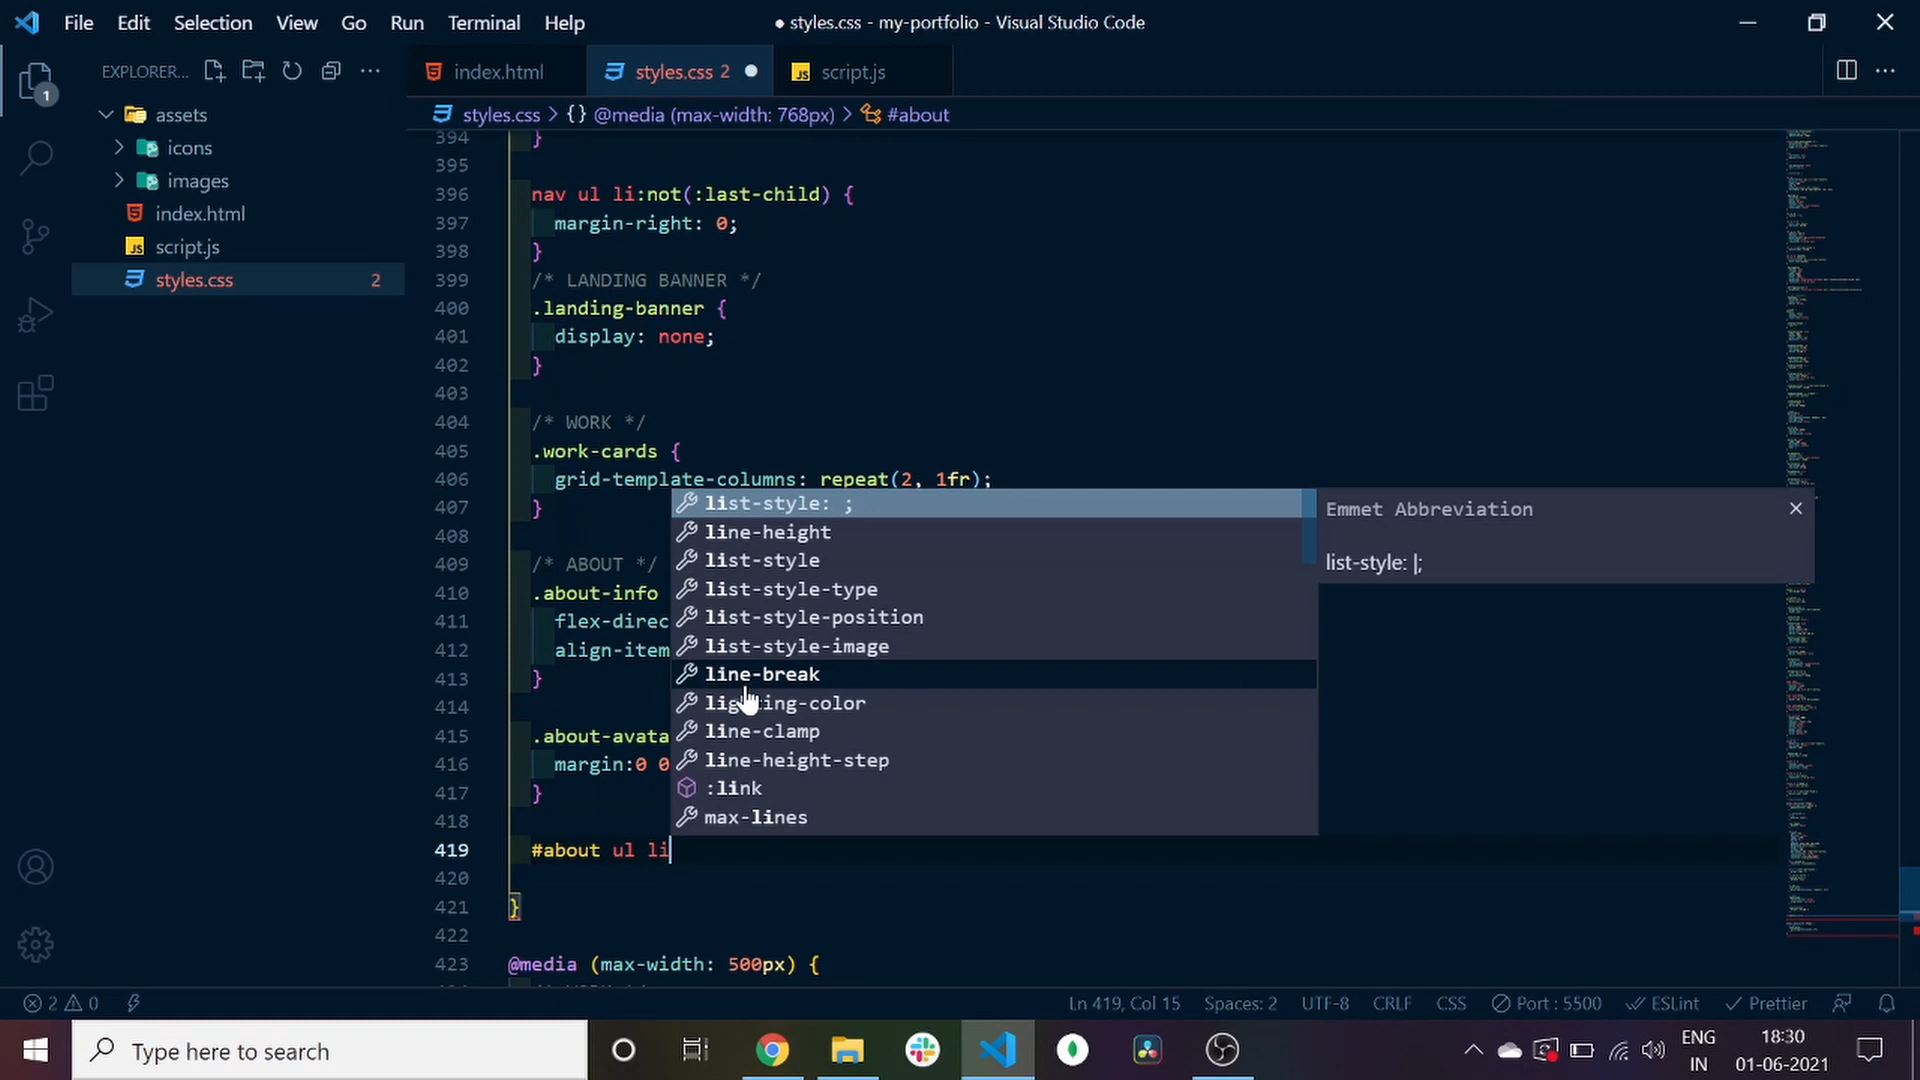 File Edit Selection View Go Run Terminal Help
● styles.css - my-portfolio - Visual Studio Code
EXPLORER...
index.html
styles.css 2
script.js
1
assets
icons
images
index.html
script.js
styles.css 2
styles.css > {} @media (max-width: 768px) > #about
394 }
395
396 nav ul li:not(:last-child) {
397 margin-right: 0;
398 }
399 /* LANDING BANNER */
400 .landing-banner {
401 display: none;
402 }
403
404 /* WORK */
405 .work-cards {
406 grid-template-columns: repeat(2, 1fr);
407 }
408
409 /* ABOUT */
410 .about-info
411 flex-direc
412 align-item
413 }
414
415 .about-avata
416 margin:0 0
417 }
418
419 #about ul li
420
421 }
422
423 @media (max-width: 500px) {
list-style: ;
line-height
list-style
list-style-type
list-style-position
list-style-image
line-break
lighting-color
line-clamp
line-height-step
:link
max-lines
Emmet Abbreviation
list-style: |;
2 0
Ln 419, Col 15 Spaces: 2 UTF-8 CRLF CSS Port : 5500 ESLint Prettier
Type here to search
ENG
IN
18:30
01-06-2021